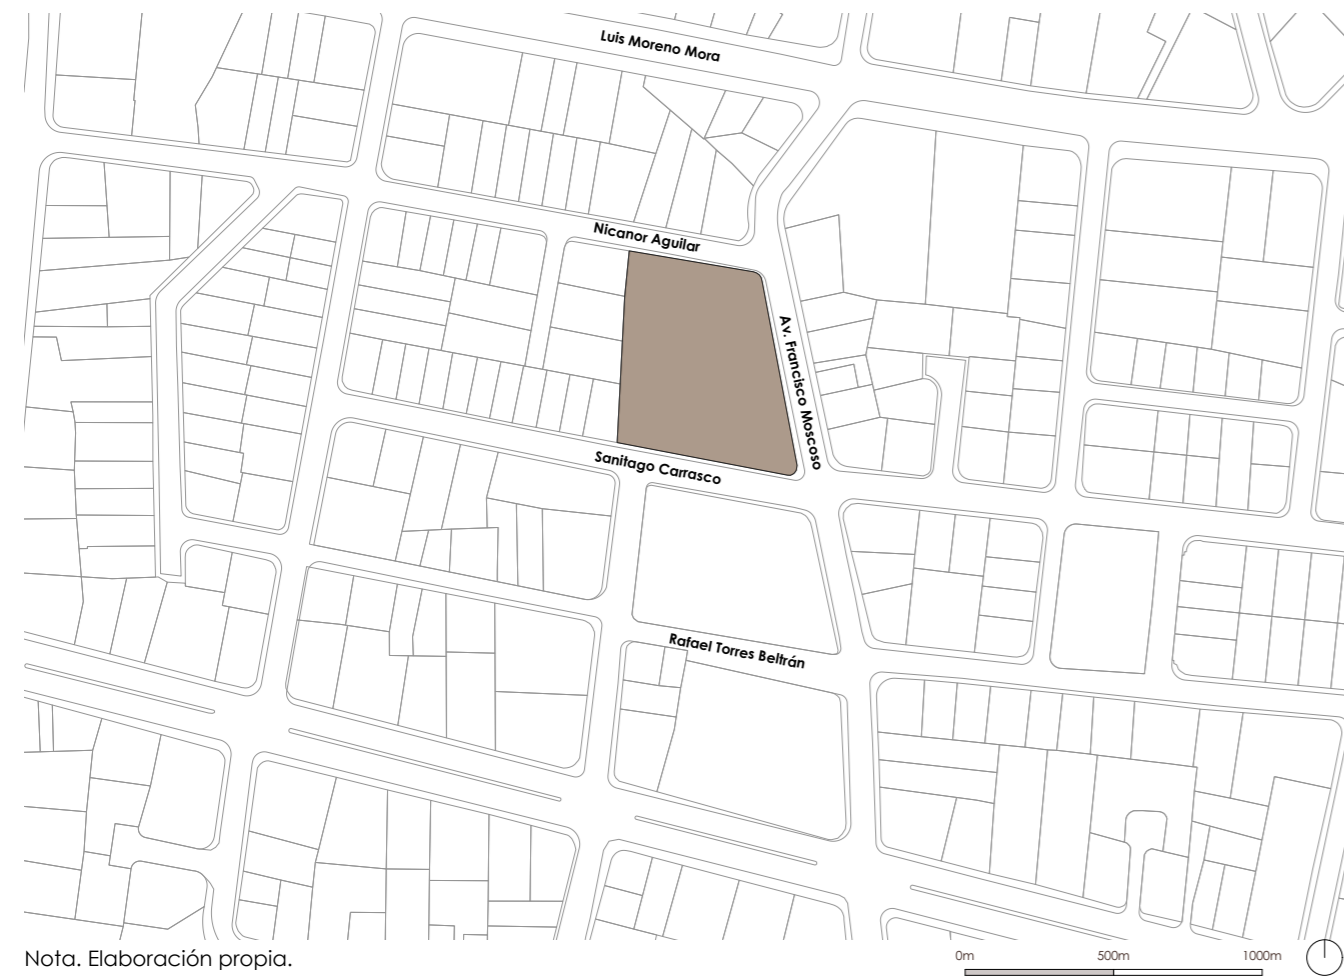 Luis Moreno Mora
Nicanor Aguilar
Av. Francisco Moscoso
Sanitago Carrasco
Rafael Torres Beltrán
Nota. Elaboración propia.
0m 500m 1000m